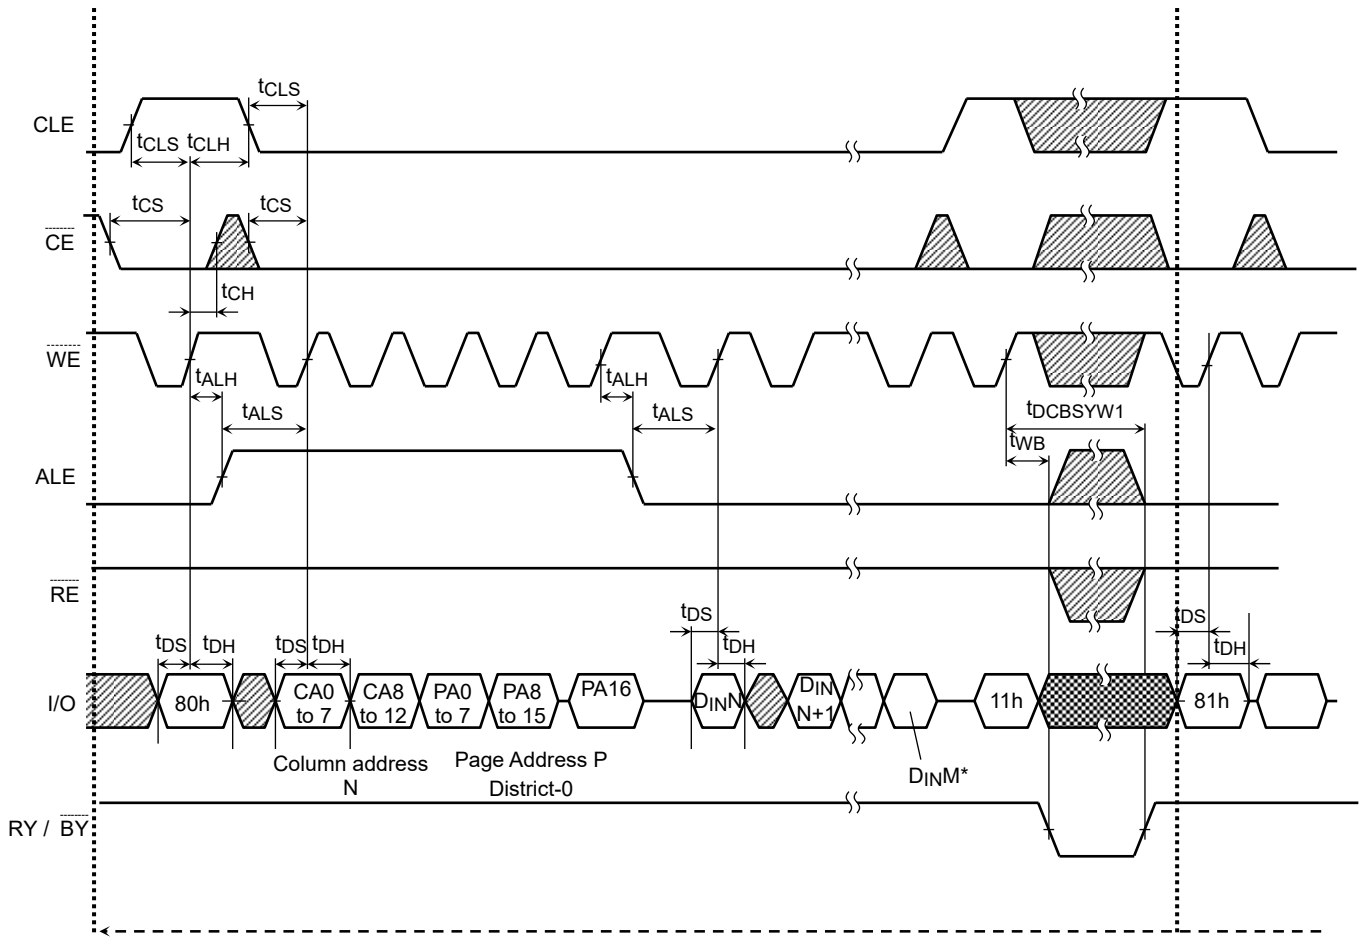 tCLS
CLE
tCLS tCLH
tCS tCS
CE
tCH
WE
tALH tALH
tALS tALS tDCBSYW1
tWB
ALE
RE
tDS tDH tDS tDH tDS tDH tDS tDH
I/O
80h
CA0
to 7
CA8
to 12
PA0
to 7
PA8
to 15
PA16
DINN
DIN
N+1
11h
81h
Column address
N
Page Address P
District-0
DINM*
RY / BY